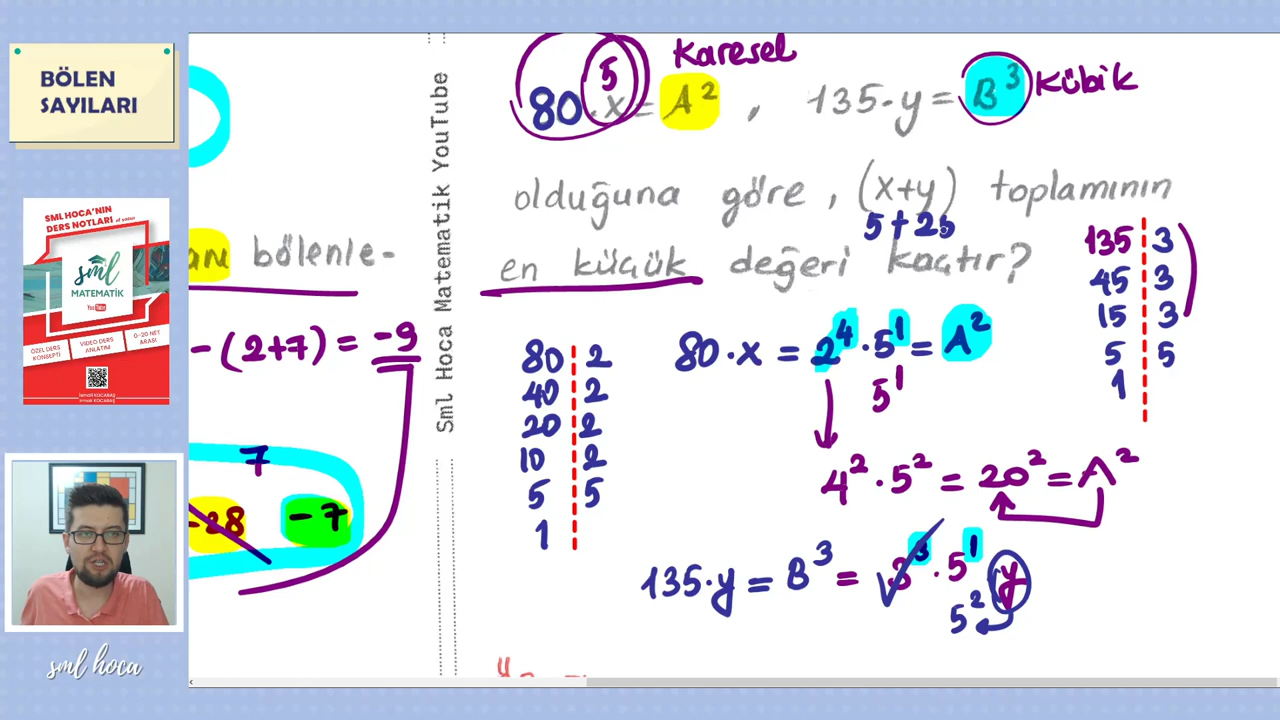 BÖLEN
SAYILARI
SML HOCA'NIN
DERS NOTLARI
sml
MATEMATİK
YouTube
ÖZEL DERS
KONSEPTİ
VİDEO DERS
ANLATIM
0-20 NET
ARASI
sml hoca
bölenle-
-(2+7) = -9
7
-28
-7
Sml Hoca Matematik YouTube
5 Karesel
80·x = A² , 135·y = B³ Kübik
olduğuna göre, (x+y) toplamının
5+25
en küçük değeri kaçtır?
135 3
45 3
15 3
5 5
1
80 2
40 2
20 2
10 2
5 5
1
80·x = 2⁴·5¹ = A²
5¹
4²·5² = 20² = A²
135·y = B³ = 3³·5¹ y
5²